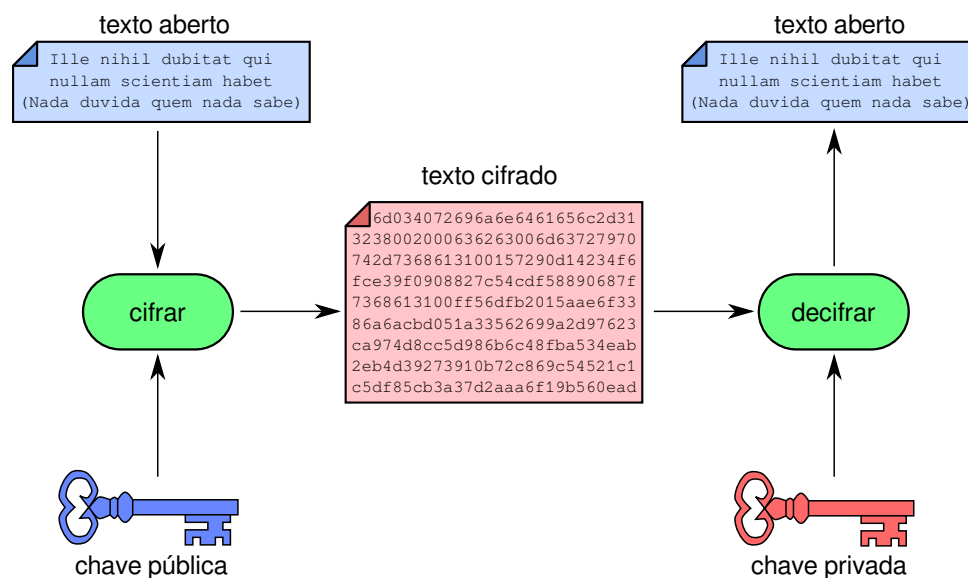 texto aberto
Ille nihil dubitat qui
nullam scientiam habet
(Nada duvida quem nada sabe)
texto aberto
Ille nihil dubitat qui
nullam scientiam habet
(Nada duvida quem nada sabe)
texto cifrado
6d034072696a6e6461656c2d31
3238002000636263006d63727970
742d7368613100157290d14234f6
fce39f0908827c54cdf58890687f
7368613100ff56dfb2015aae6f33
86a6acbd051a33562699a2d97623
ca974d8cc5d986b6c48fba534eab
2eb4d39273910b72c869c54521c1
c5df85cb3a37d2aaa6f19b560ead
cifrar
decifrar
chave pública
chave privada